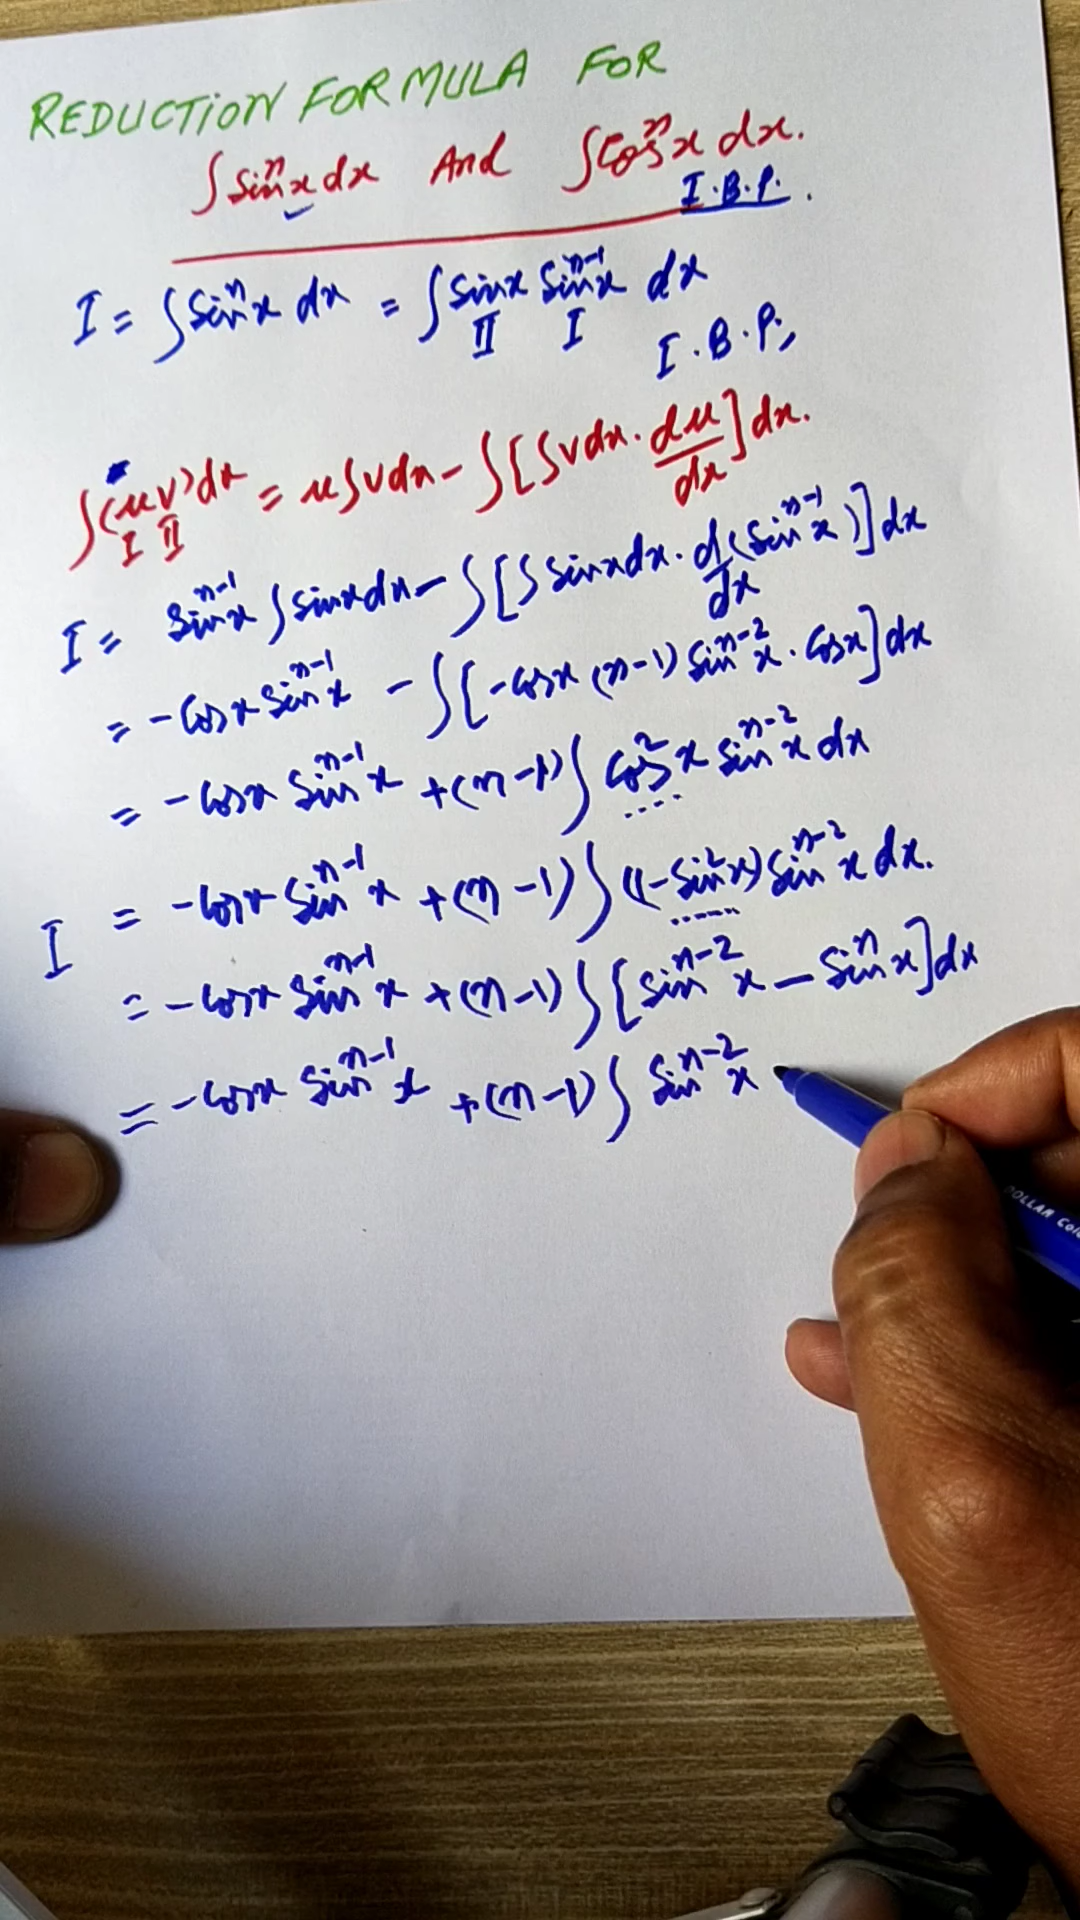 REDUCTION FORMULA FOR
∫sinⁿx dx And ∫cosⁿx dx.
I.B.P.
I = ∫sinⁿx dx = ∫sinx sinⁿ⁻¹x dx
II I I.B.P,
∫(uv)dx = u∫vdx - ∫[∫vdx. du/dx]dx.
I II
I = sinⁿ⁻¹x ∫sinxdx - ∫[∫sinxdx. d/dx(sinⁿ⁻¹x)]dx
= -cosx sinⁿ⁻¹x - ∫[-cosx (n-1) sinⁿ⁻²x . cosx]dx
= -cosx sinⁿ⁻¹x +(n-1)∫cos²x sinⁿ⁻²x dx
I = -cosx sinⁿ⁻¹x +(n-1)∫(1-sin²x) sinⁿ⁻²x dx.
= -cosx sinⁿ⁻¹x +(n-1)∫[sinⁿ⁻²x - sinⁿx]dx
= -cosx sinⁿ⁻¹x +(n-1)∫sinⁿ⁻²x
DOLLAR